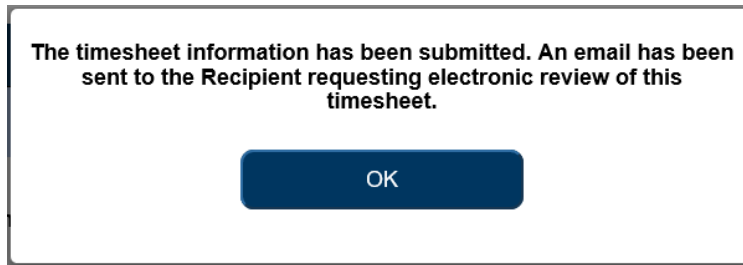 The timesheet information has been submitted. An email has been
sent to the Recipient requesting electronic review of this
timesheet.
OK